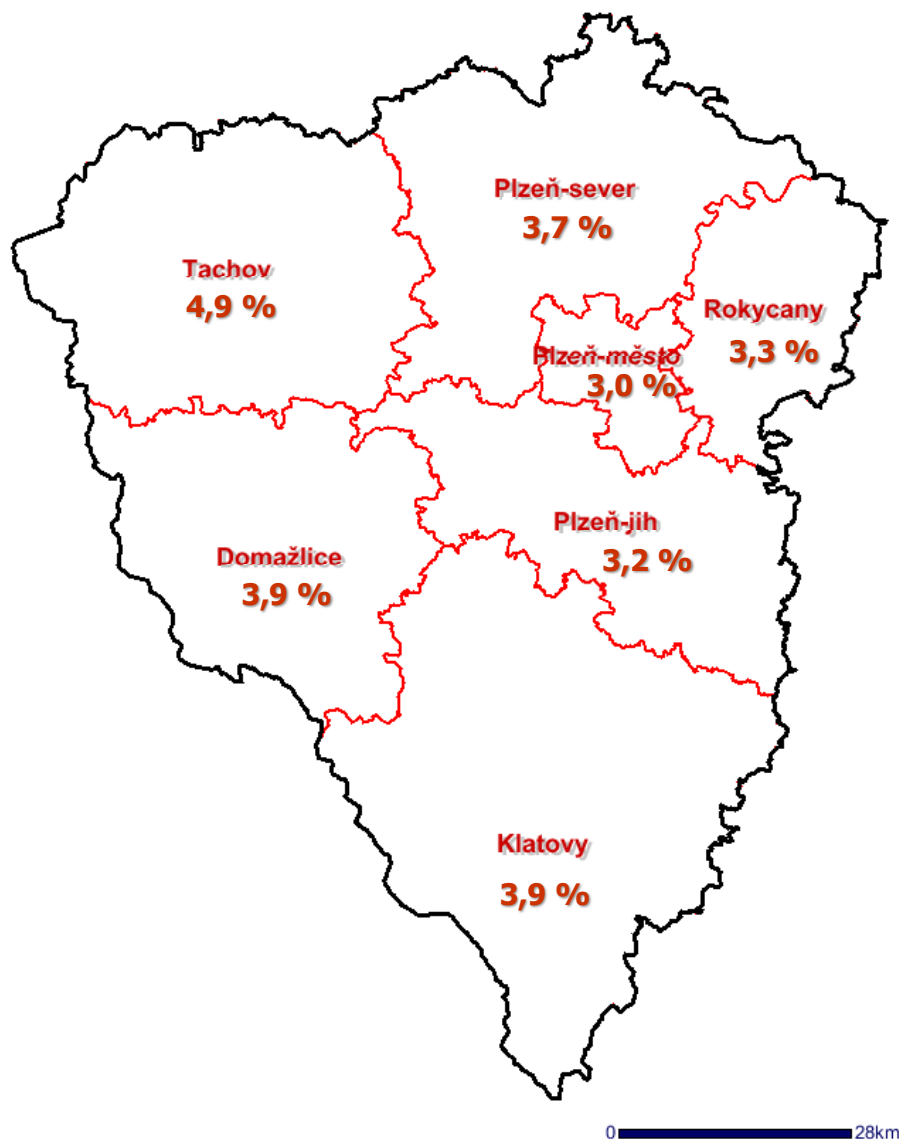 Plzeň-sever
3,7 %
Tachov
4,9 %
Rokycany
3,3 %
Plzeň-město
3,0 %
Plzeň-jih
3,2 %
Domažlice
3,9 %
Klatovy
3,9 %
0 28km